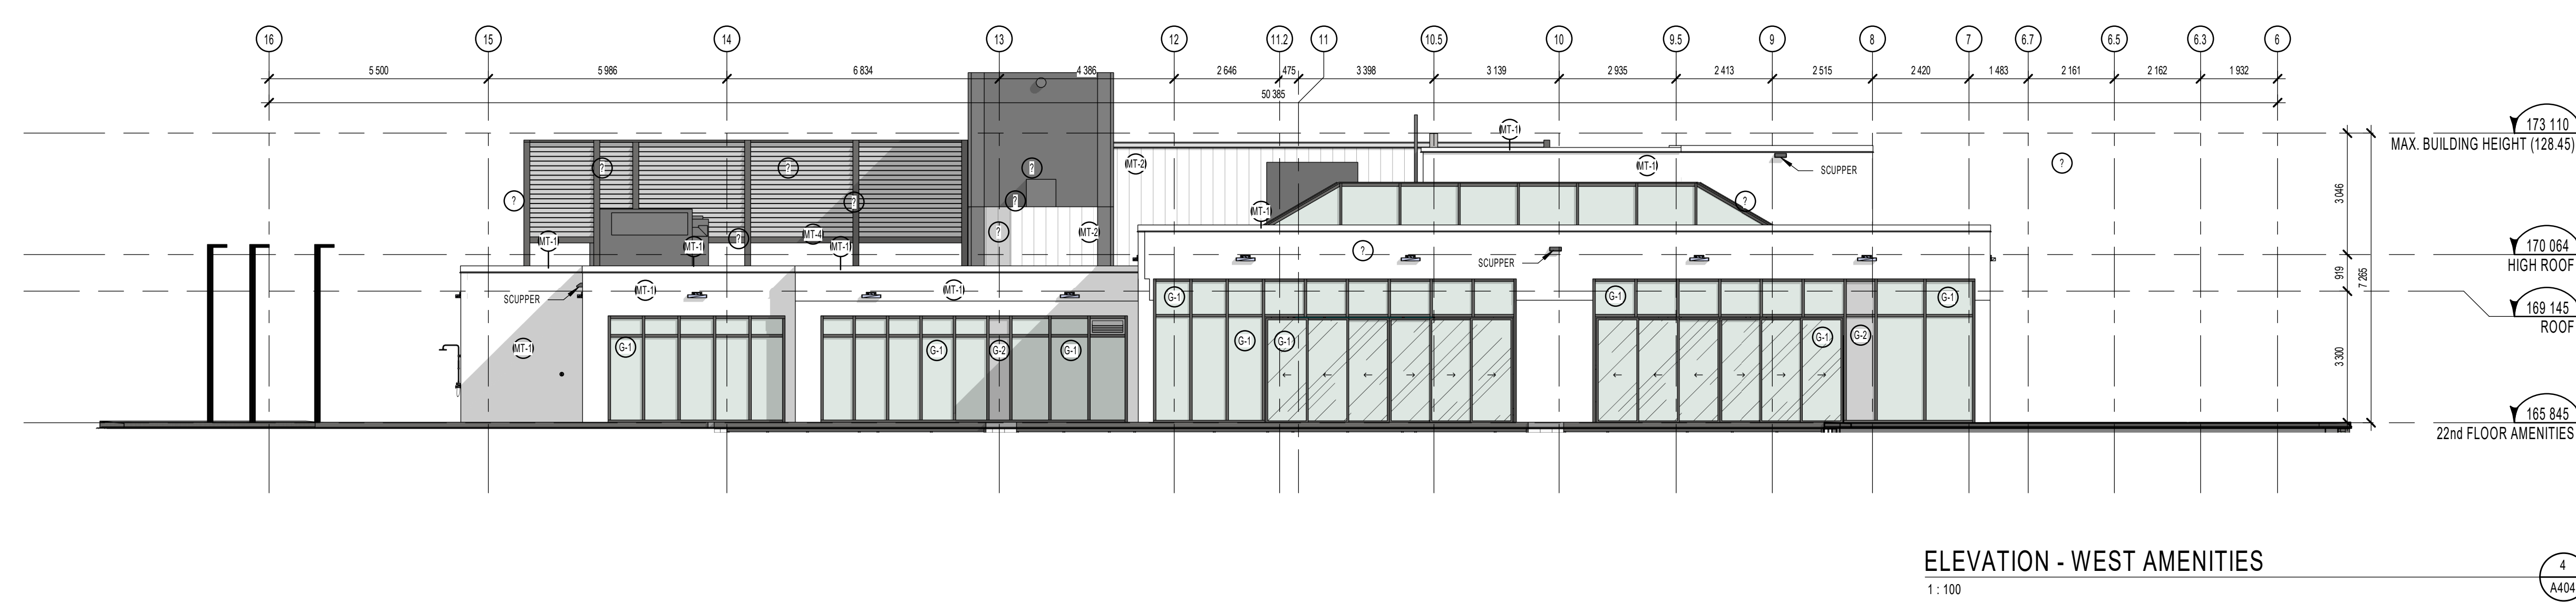 16 15 14 13 12 11.2 11 10.5 10 9.5 9 8 7 6.7 6.5 6.3 6
5 500 5 986 6 834 4 386 2 646 475 3 398 3 139 2 935 2 413 2 515 2 420 1 483 2 161 2 162 1 932
50 385
173 110
MAX. BUILDING HEIGHT (128.45)
(MT-1)
? ? ? (MT-2) (MT-1) SCUPPER ?
3 046
? ? ? (MT-1) ?
? (MT-4) ? (MT-2)
(MT-1) (MT-1) (MT-1) ?
170 064
HIGH ROOF
SCUPPER
919
7 265
SCUPPER (MT-1) (MT-1) G-1 G-1 G-1
169 145
ROOF
(MT-1) G-1 G-1 G-2 G-1 G-1 G-1 G-1 G-2
3 300
165 845
22nd FLOOR AMENITIES
ELEVATION - WEST AMENITIES
1 : 100
4
A404